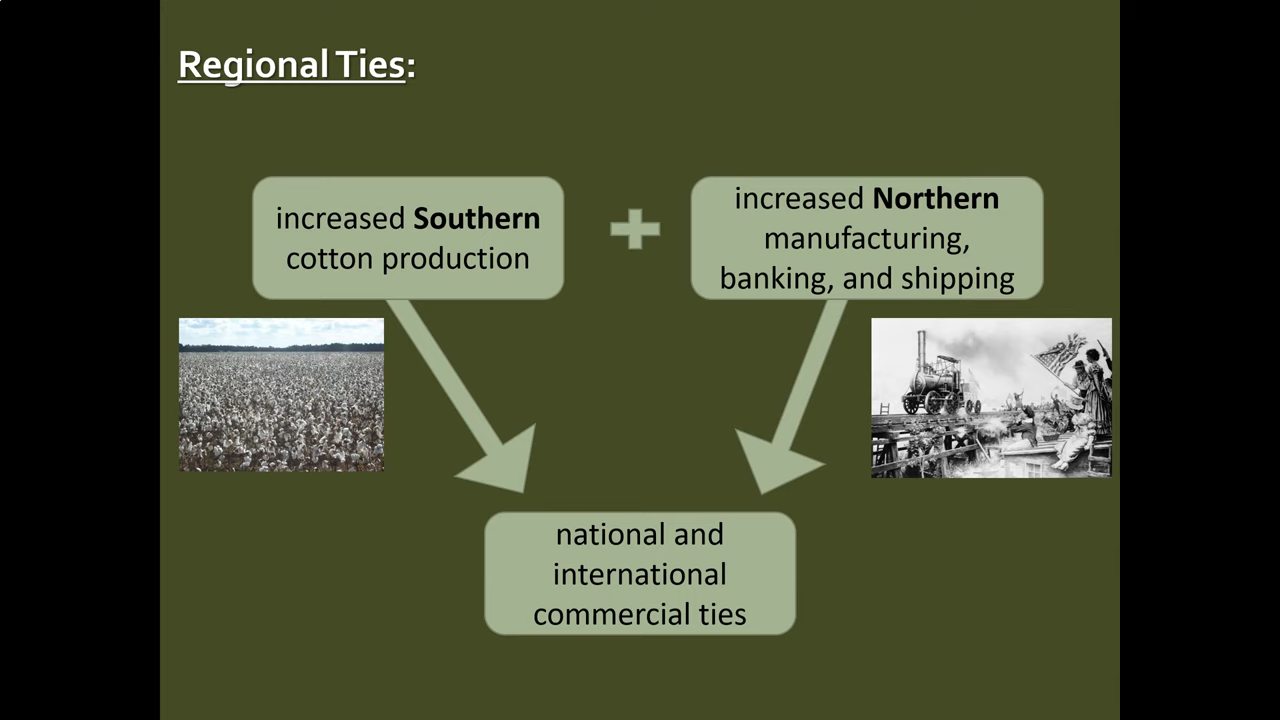 Regional Ties:
increased Southern
cotton production
increased Northern
manufacturing,
banking, and shipping
national and
international
commercial ties